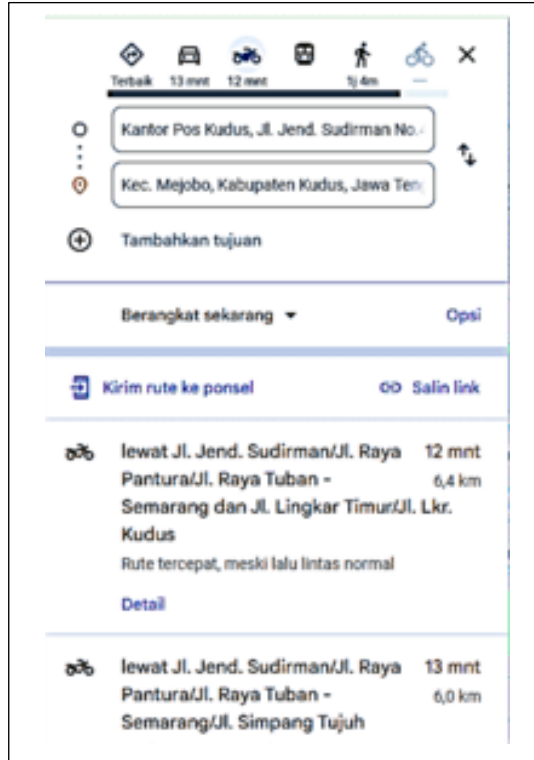 Terbaik 13 mnt 12 mnt 1j 4m —
Kantor Pos Kudus, Jl. Jend. Sudirman No.
Kec. Mejobo, Kabupaten Kudus, Jawa Ten
Tambahkan tujuan
Berangkat sekarang Opsi
Kirim rute ke ponsel Salin link
lewat Jl. Jend. Sudirman/Jl. Raya 12 mnt
Pantura/Jl. Raya Tuban - 6,4 km
Semarang dan Jl. Lingkar Timur/Jl. Lkr.
Kudus
Rute tercepat, meski lalu lintas normal
Detail
lewat Jl. Jend. Sudirman/Jl. Raya 13 mnt
Pantura/Jl. Raya Tuban - 6,0 km
Semarang/Jl. Simpang Tujuh